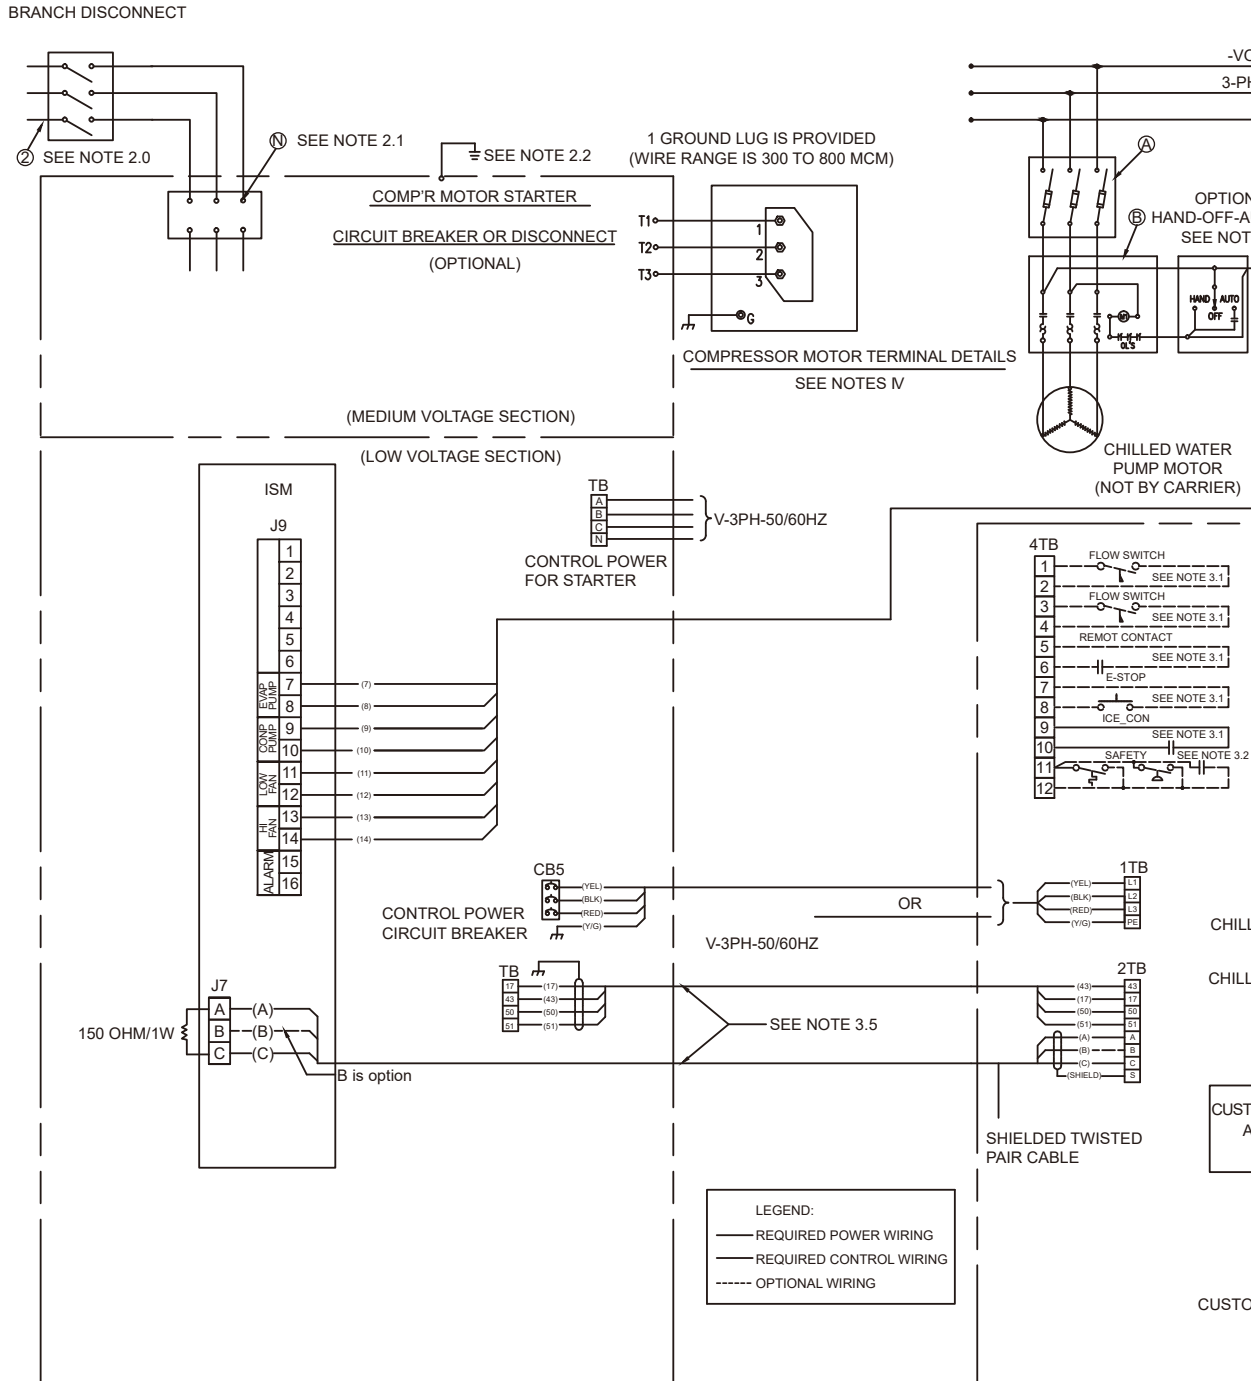 BRANCH DISCONNECT
-VO
3-PH
2 SEE NOTE 2.0
N SEE NOTE 2.1
SEE NOTE 2.2
1 GROUND LUG IS PROVIDED
(WIRE RANGE IS 300 TO 800 MCM)
A
COMP'R MOTOR STARTER
CIRCUIT BREAKER OR DISCONNECT
(OPTIONAL)
T1
T2
T3
1
2
3
G
OPTION
B HAND-OFF-A
SEE NOT
HAND AUTO
OFF
M1
OL'S
COMPRESSOR MOTOR TERMINAL DETAILS
SEE NOTES IV
(MEDIUM VOLTAGE SECTION)
(LOW VOLTAGE SECTION)
CHILLED WATER
PUMP MOTOR
(NOT BY CARRIER)
ISM
J9
1
2
3
4
5
6
7
8
9
10
11
12
13
14
15
16
EVAP
PUMP
CONP
PUMP
LOW
FAN
HI
FAN
ALARM
(7)
(8)
(9)
(10)
(11)
(12)
(13)
(14)
TB
A
B
C
N
V-3PH-50/60HZ
CONTROL POWER
FOR STARTER
4TB
1
2
3
4
5
6
7
8
9
10
11
12
FLOW SWITCH
SEE NOTE 3.1
FLOW SWITCH
SEE NOTE 3.1
REMOT CONTACT
SEE NOTE 3.1
E-STOP
SEE NOTE 3.1
ICE_CON
SEE NOTE 3.1
SAFETY
SEE NOTE 3.2
CB5
(YEL)
(BLK)
(RED)
(Y/G)
CONTROL POWER
CIRCUIT BREAKER
OR
V-3PH-50/60HZ
1TB
(YEL) L1
(BLK) L2
(RED) L3
(Y/G) PE
CHILL
CHILL
TB
17 (17)
43 (43)
50 (50)
51 (51)
SEE NOTE 3.5
2TB
(43) 43
(17) 17
(50) 50
(51) 51
(A) A
(B) B
(C) C
(SHIELD) S
J7
A (A)
B (B)
C (C)
150 OHM/1W
B is option
SHIELDED TWISTED
PAIR CABLE
CUST
A
LEGEND:
REQUIRED POWER WIRING
REQUIRED CONTROL WIRING
OPTIONAL WIRING
CUSTO